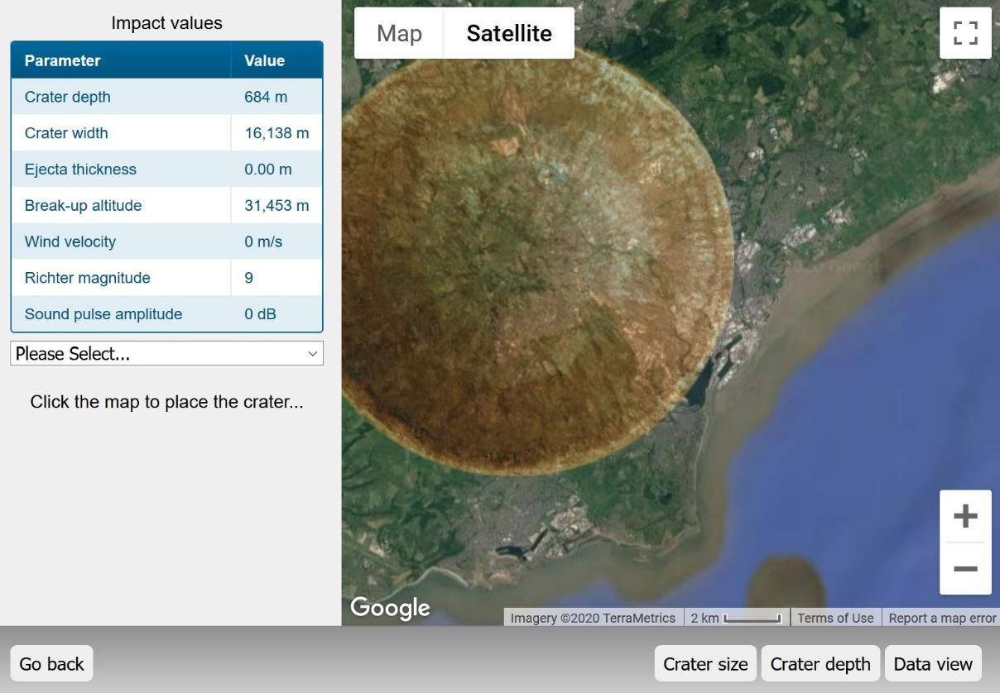 Impact values
Parameter Value
Crater depth 684 m
Crater width 16,138 m
Ejecta thickness 0.00 m
Break-up altitude 31,453 m
Wind velocity 0 m/s
Richter magnitude 9
Sound pulse amplitude 0 dB
Please Select...
Click the map to place the crater...
Map Satellite
+
−
Google
Imagery ©2020 TerraMetrics 2 km Terms of Use Report a map error
Go back Crater size Crater depth Data view